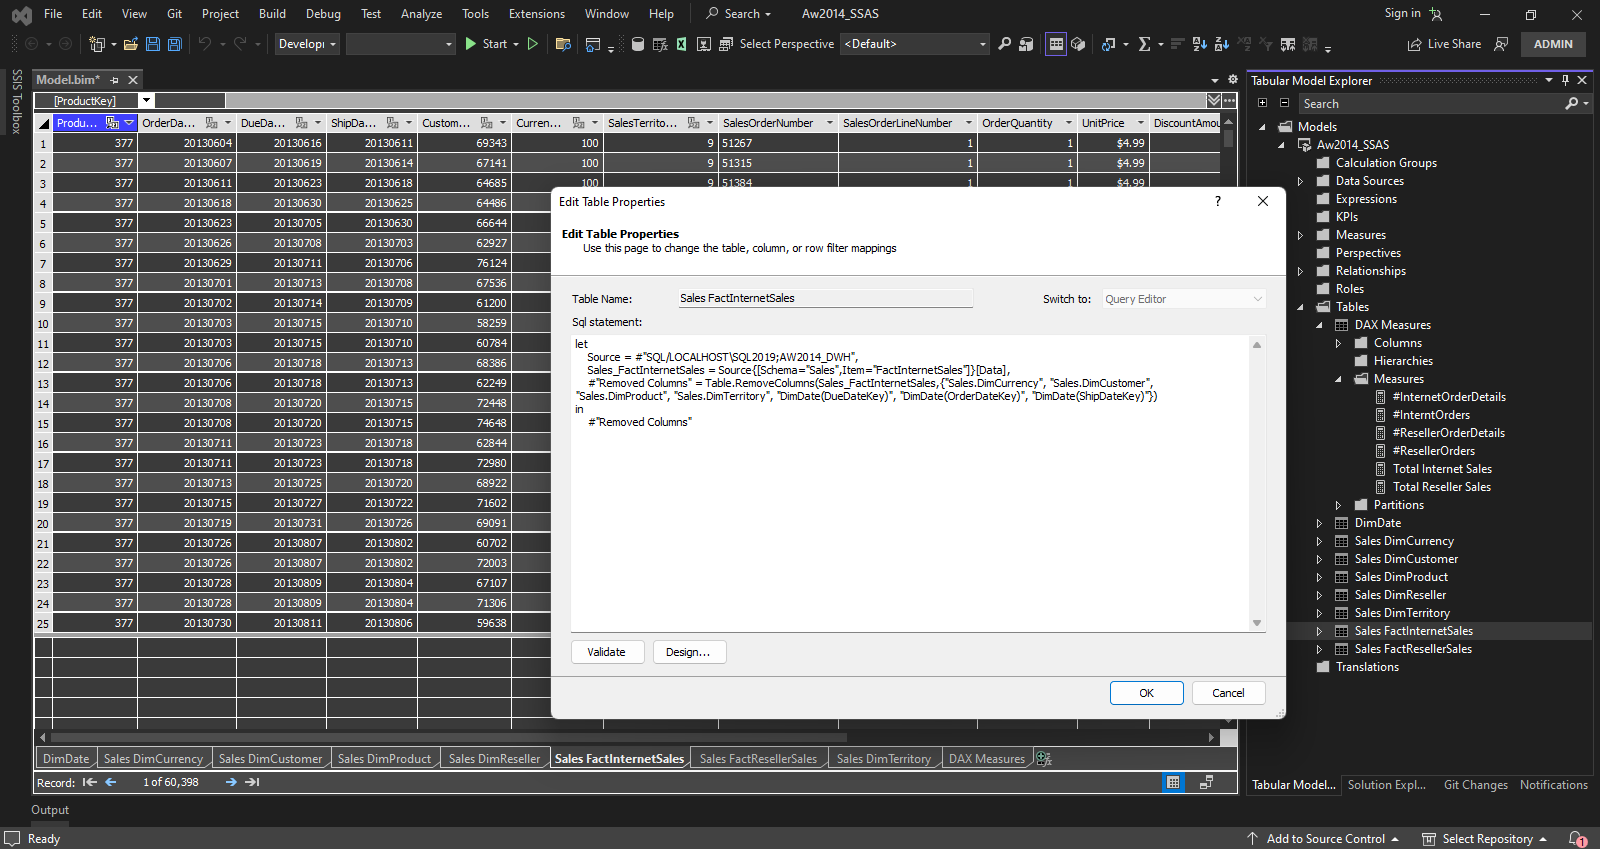 File Edit View Git Project Build Debug Test Analyze Tools Extensions Window Help Search Aw2014_SSAS Sign in
Developi Start Select Perspective <Default> Live Share ADMIN
SSIS Toolbox
Model.bim*
[ProductKey]
Produ... OrderDa... DueDa... ShipDa... Custom... Curren... SalesTerrito... SalesOrderNumber SalesOrderLineNumber OrderQuantity UnitPrice DiscountAmou
1 377 20130604 20130616 20130611 69343 100 9 51267 1 1 $4.99
2 377 20130607 20130619 20130614 67141 100 9 51315 1 1 $4.99
3 377 20130611 20130623 20130618 64685 100 9 51384 1 1 $4.99
4 377 20130618 20130630 20130625 64486
5 377 20130623 20130705 20130630 66644
6 377 20130626 20130708 20130703 62927
7 377 20130629 20130711 20130706 76124
8 377 20130701 20130713 20130708 67536
9 377 20130702 20130714 20130709 61200
10 377 20130703 20130715 20130710 58259
11 377 20130703 20130715 20130710 60784
12 377 20130706 20130718 20130713 68386
13 377 20130706 20130718 20130713 62249
14 377 20130708 20130720 20130715 72448
15 377 20130708 20130720 20130715 74648
16 377 20130711 20130723 20130718 62844
17 377 20130711 20130723 20130718 72980
18 377 20130713 20130725 20130720 68922
19 377 20130715 20130727 20130722 71602
20 377 20130719 20130731 20130726 69091
21 377 20130726 20130807 20130802 60702
22 377 20130726 20130807 20130802 72003
23 377 20130728 20130809 20130804 67107
24 377 20130728 20130809 20130804 71306
25 377 20130730 20130811 20130806 59638
Edit Table Properties ?
Edit Table Properties
Use this page to change the table, column, or row filter mappings
Table Name: Sales FactInternetSales Switch to: Query Editor
Sql statement:
let
Source = #"SQL/LOCALHOST\SQL2019;AW2014_DWH",
Sales_FactInternetSales = Source{[Schema="Sales",Item="FactInternetSales"]}[Data],
#"Removed Columns" = Table.RemoveColumns(Sales_FactInternetSales,{"Sales.DimCurrency", "Sales.DimCustomer",
"Sales.DimProduct", "Sales.DimTerritory", "DimDate(DueDateKey)", "DimDate(OrderDateKey)", "DimDate(ShipDateKey)"})
in
#"Removed Columns"
Validate Design...
OK Cancel
DimDate Sales DimCurrency Sales DimCustomer Sales DimProduct Sales DimReseller Sales FactInternetSales Sales FactResellerSales Sales DimTerritory DAX Measures
Record: 1 of 60,398
Tabular Model Explorer
Search
Models
Aw2014_SSAS
Calculation Groups
Data Sources
Expressions
KPIs
Measures
Perspectives
Relationships
Roles
Tables
DAX Measures
Columns
Hierarchies
Measures
#InternetOrderDetails
#InterntOrders
#ResellerOrderDetails
#ResellerOrders
Total Internet Sales
Total Reseller Sales
Partitions
DimDate
Sales DimCurrency
Sales DimCustomer
Sales DimProduct
Sales DimReseller
Sales DimTerritory
Sales FactInternetSales
Sales FactResellerSales
Translations
Tabular Model... Solution Expl... Git Changes Notifications
Output
Ready Add to Source Control Select Repository 1